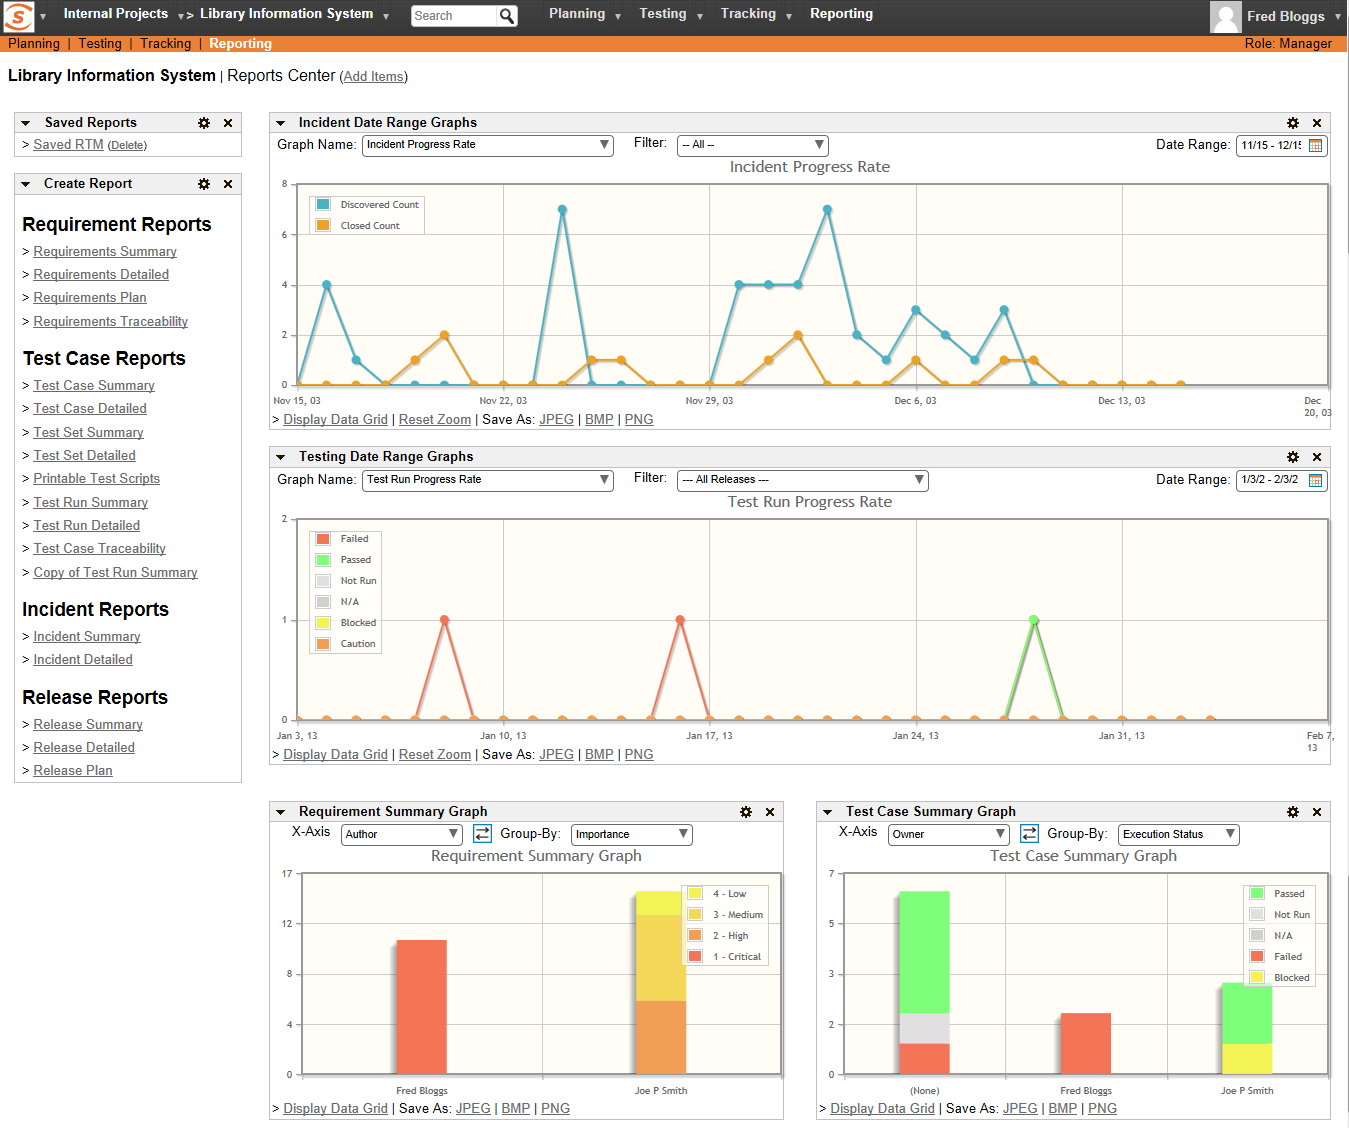 Internal Projects > Library Information System Search Planning Testing Tracking Reporting Fred Bloggs
Planning | Testing | Tracking | Reporting Role: Manager
Library Information System | Reports Center (Add Items)
Saved Reports
> Saved RTM (Delete)
Create Report
Requirement Reports
> Requirements Summary
> Requirements Detailed
> Requirements Plan
> Requirements Traceability
Test Case Reports
> Test Case Summary
> Test Case Detailed
> Test Set Summary
> Test Set Detailed
> Printable Test Scripts
> Test Run Summary
> Test Run Detailed
> Test Case Traceability
> Copy of Test Run Summary
Incident Reports
> Incident Summary
> Incident Detailed
Release Reports
> Release Summary
> Release Detailed
> Release Plan
Incident Date Range Graphs
Graph Name: Incident Progress Rate Filter: -- All -- Date Range: 11/15 - 12/15
Incident Progress Rate
8
6
4
2
0
Discovered Count
Closed Count
Nov 15, 03 Nov 22, 03 Nov 29, 03 Dec 6, 03 Dec 13, 03 Dec
20, 03
> Display Data Grid | Reset Zoom | Save As: JPEG | BMP | PNG
Testing Date Range Graphs
Graph Name: Test Run Progress Rate Filter: --- All Releases --- Date Range: 1/3/2 - 2/3/2
Test Run Progress Rate
2
1
0
Failed
Passed
Not Run
N/A
Blocked
Caution
Jan 3, 13 Jan 10, 13 Jan 17, 13 Jan 24, 13 Jan 31, 13 Feb 7,
13
> Display Data Grid | Reset Zoom | Save As: JPEG | BMP | PNG
Requirement Summary Graph
X-Axis Author Group-By: Importance
Requirement Summary Graph
17
12
8
4
0
4 - Low
3 - Medium
2 - High
1 - Critical
Fred Bloggs Joe P Smith
> Display Data Grid | Save As: JPEG | BMP | PNG
Test Case Summary Graph
X-Axis Owner Group-By: Execution Status
Test Case Summary Graph
7
5
3
2
0
Passed
Not Run
N/A
Failed
Blocked
(None) Fred Bloggs Joe P Smith
> Display Data Grid | Save As: JPEG | BMP | PNG